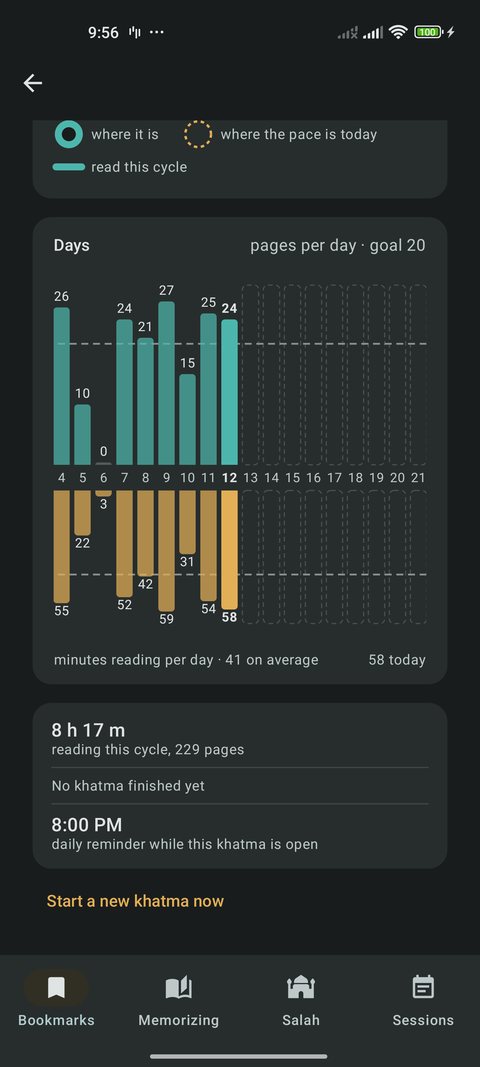 9:56
100
where it is
where the pace is today
read this cycle
Days
pages per day · goal 20
26 10 0 24 21 27 15 25 24
4 5 6 7 8 9 10 11 12 13 14 15 16 17 18 19 20 21
55 22 3 52 42 59 31 54 58
minutes reading per day · 41 on average
58 today
8 h 17 m
reading this cycle, 229 pages
No khatma finished yet
8:00 PM
daily reminder while this khatma is open
Start a new khatma now
Bookmarks
Memorizing
Salah
Sessions